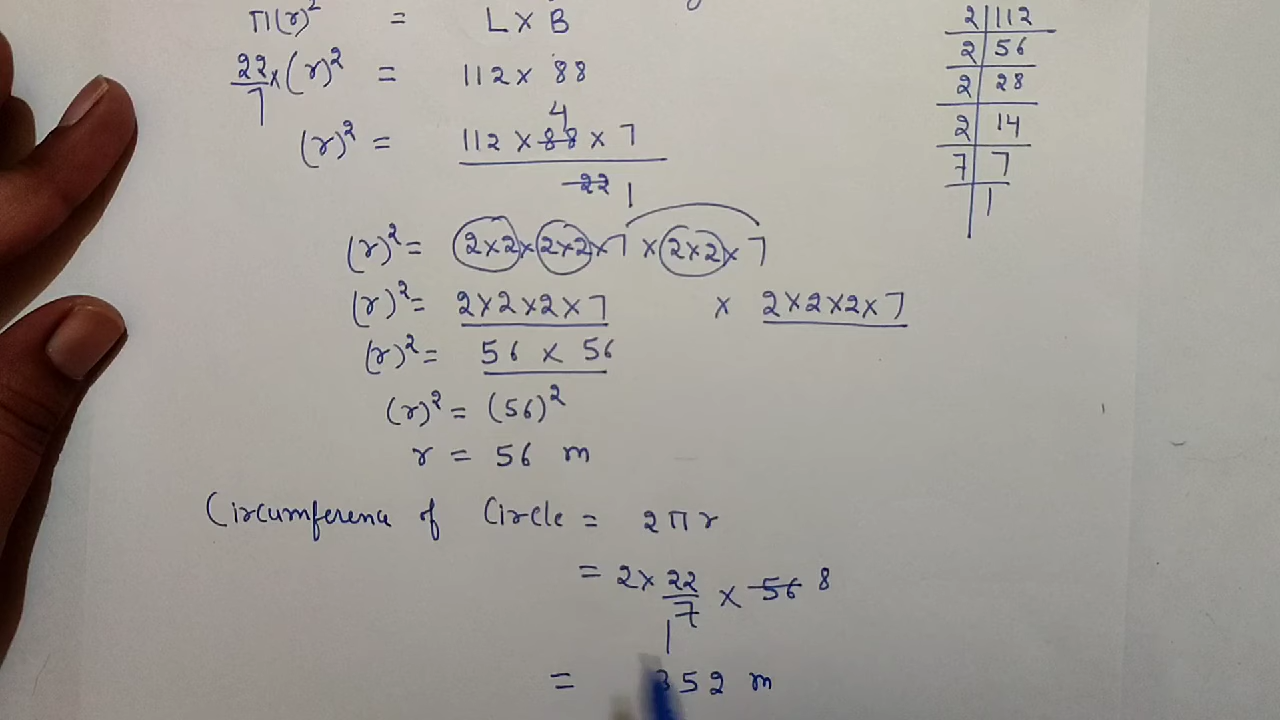 π(r)² = L × B
22/7 × (r)² = 112 × 88
(r)² = 112 × 88 4 × 7 / 22 1
(r)² = 2×2×2×2×7 × 2×2×7
(r)² = 2×2×2×7 × 2×2×2×7
(r)² = 56 × 56
(r)² = (56)²
r = 56 m
Circumference of Circle = 2πr
= 2 × 22/7 × 56 8
1
= 352 m
2 | 112
2 | 56
2 | 28
2 | 14
7 | 7
| 1